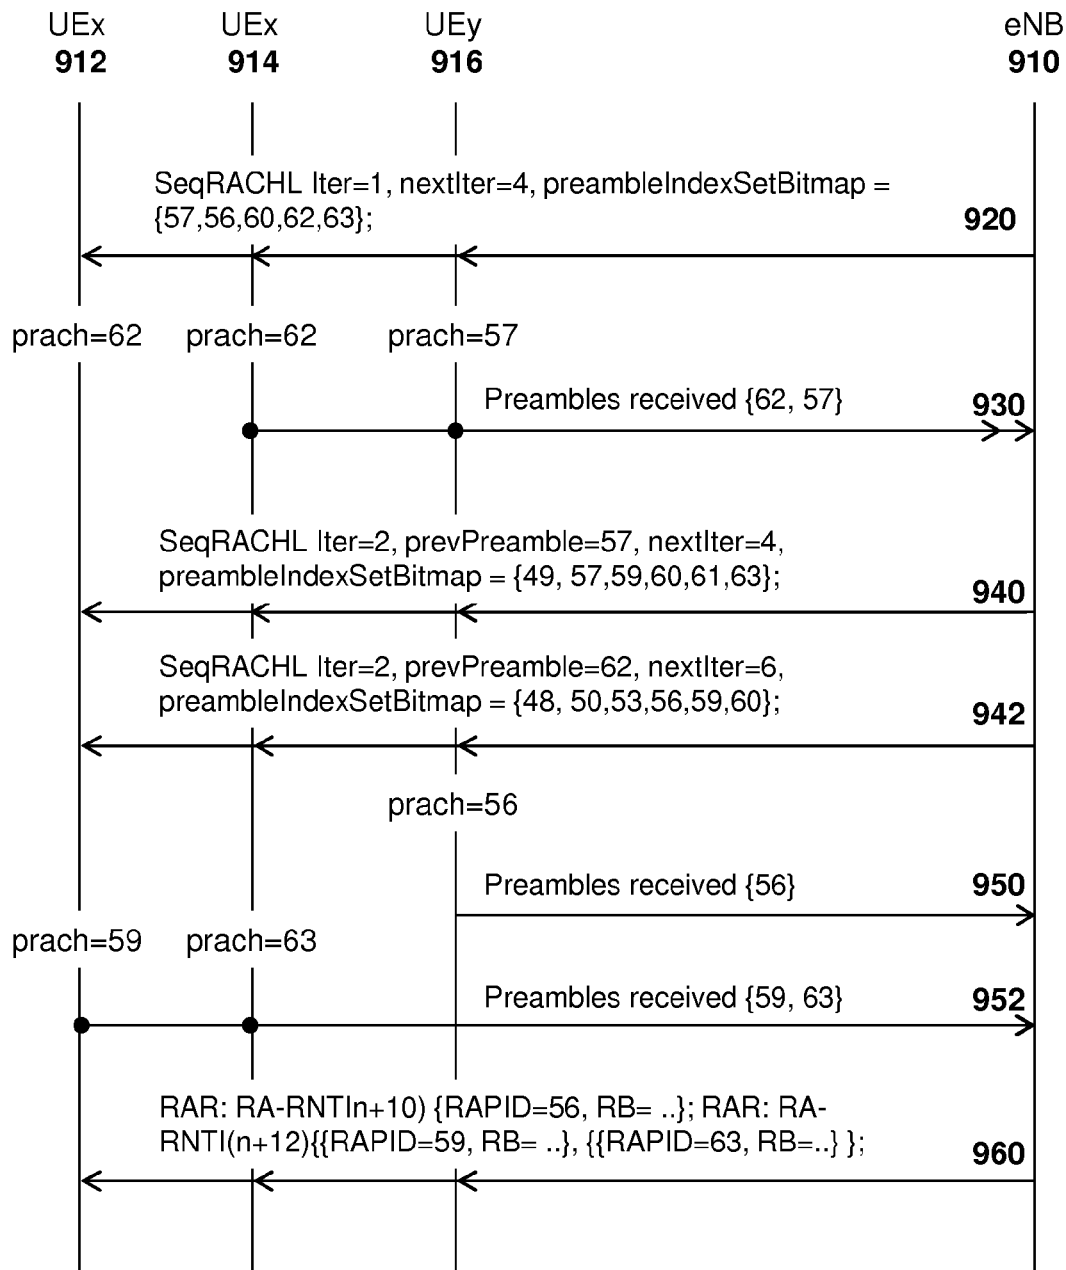 UEx UEx UEy eNB
912 914 916 910
SeqRACHL Iter=1, nextIter=4, preambleIndexSetBitmap =
{57,56,60,62,63};
920
prach=62 prach=62 prach=57
Preambles received {62, 57}
930
SeqRACHL Iter=2, prevPreamble=57, nextIter=4,
preambleIndexSetBitmap = {49, 57,59,60,61,63};
940
SeqRACHL Iter=2, prevPreamble=62, nextIter=6,
preambleIndexSetBitmap = {48, 50,53,56,59,60};
942
prach=56
Preambles received {56}
950
prach=59 prach=63
Preambles received {59, 63}
952
RAR: RA-RNTIn+10) {RAPID=56, RB= ..}; RAR: RA-
RNTI(n+12){{RAPID=59, RB= ..}, {{RAPID=63, RB=..} };
960